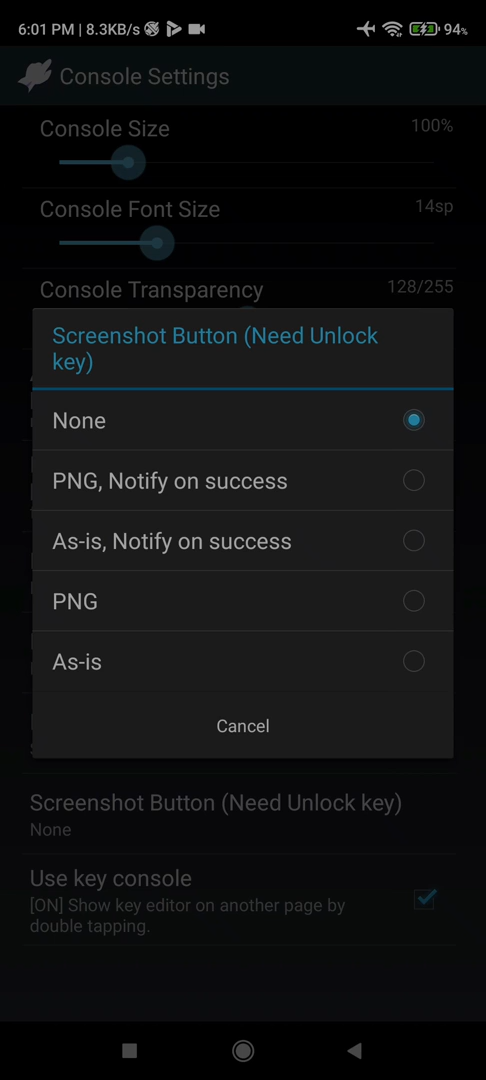 6:01 PM | 8.3KB/s
94%
Console Settings
Console Size
100%
Console Font Size
14sp
Console Transparency
128/255
Screenshot Button (Need Unlock
key)
None
PNG, Notify on success
As-is, Notify on success
PNG
As-is
Cancel
Screenshot Button (Need Unlock key)
None
Use key console
[ON] Show key editor on another page by
double tapping.